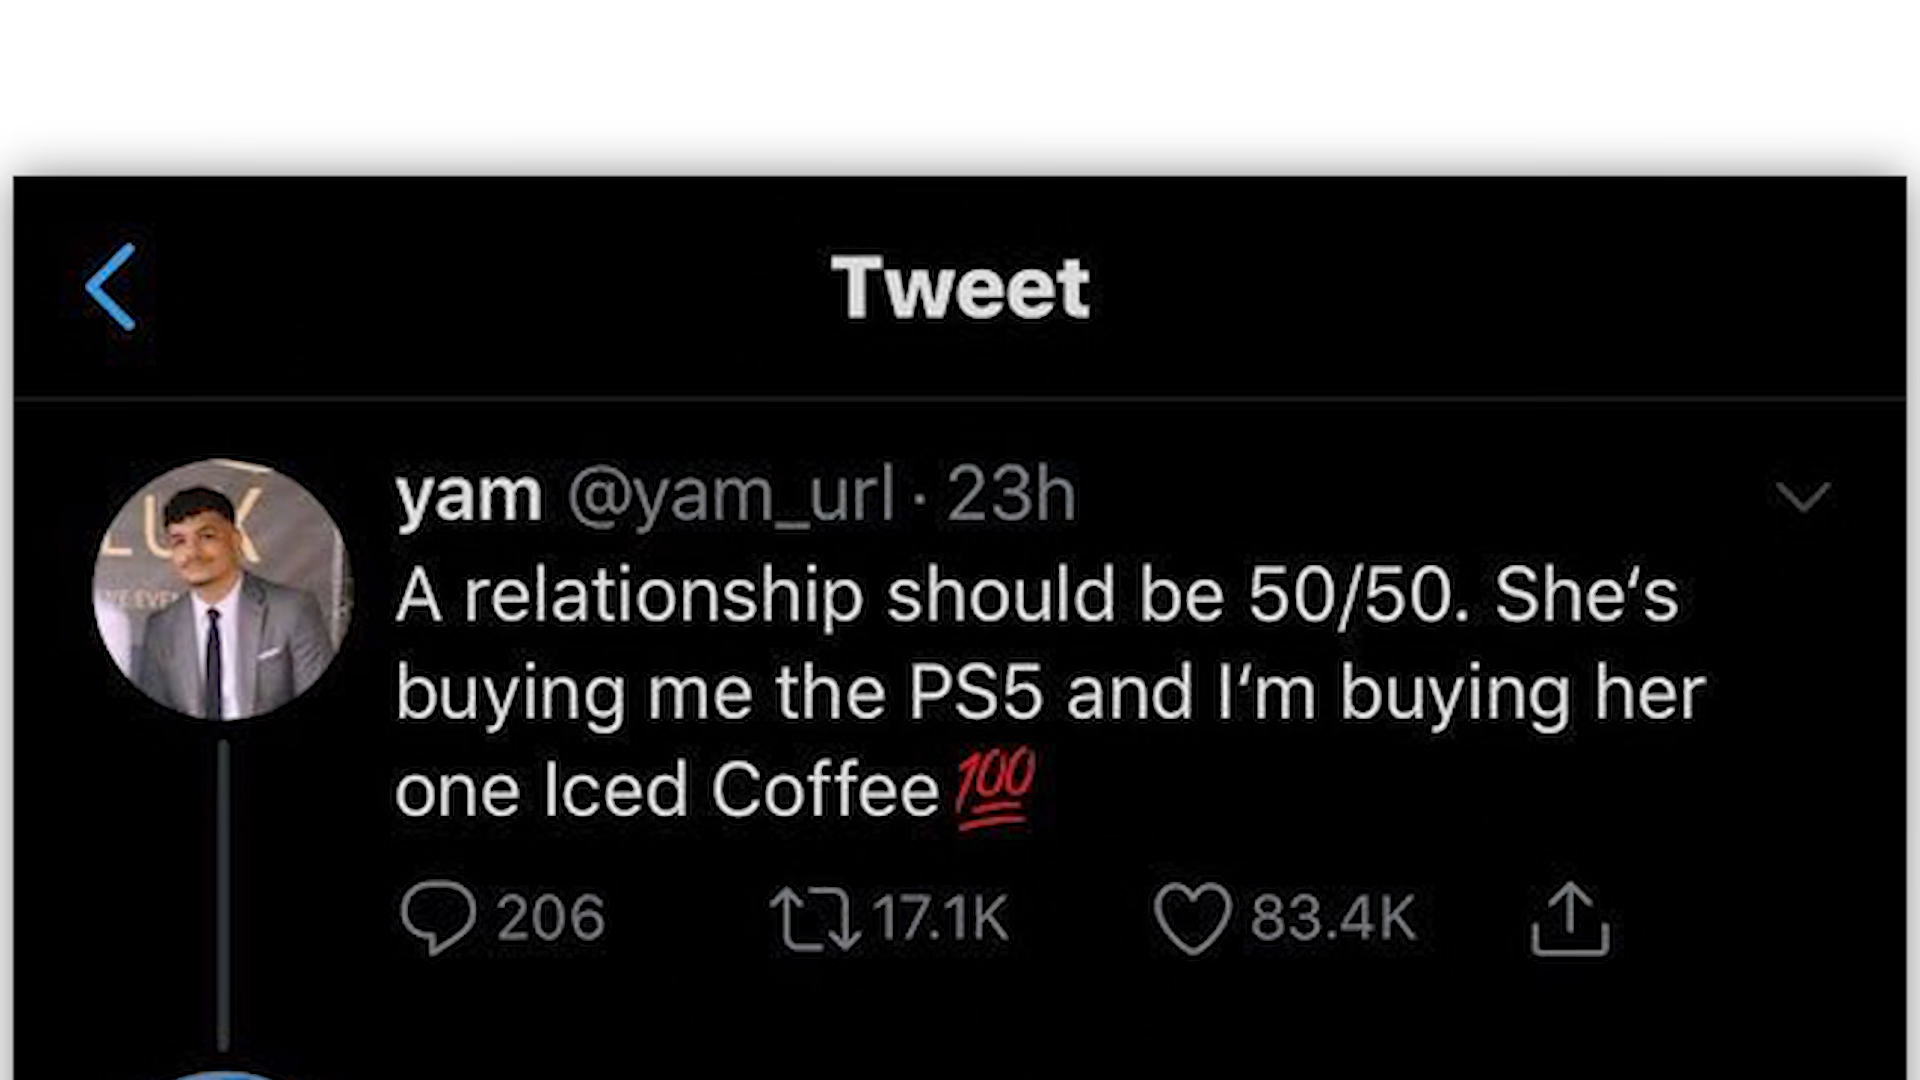 Tweet
yam @yam_url · 23h
A relationship should be 50/50. She‘s
buying me the PS5 and I‘m buying her
one Iced Coffee 💯
206 17.1K 83.4K
LUX